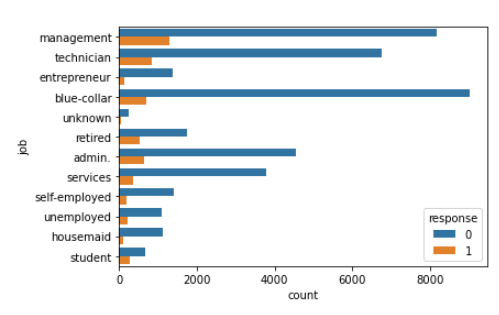 management
technician
entrepreneur
blue-collar
unknown
retired
admin.
services
self-employed
unemployed
housemaid
student
job
0 2000 4000 6000 8000
count
response
0
1